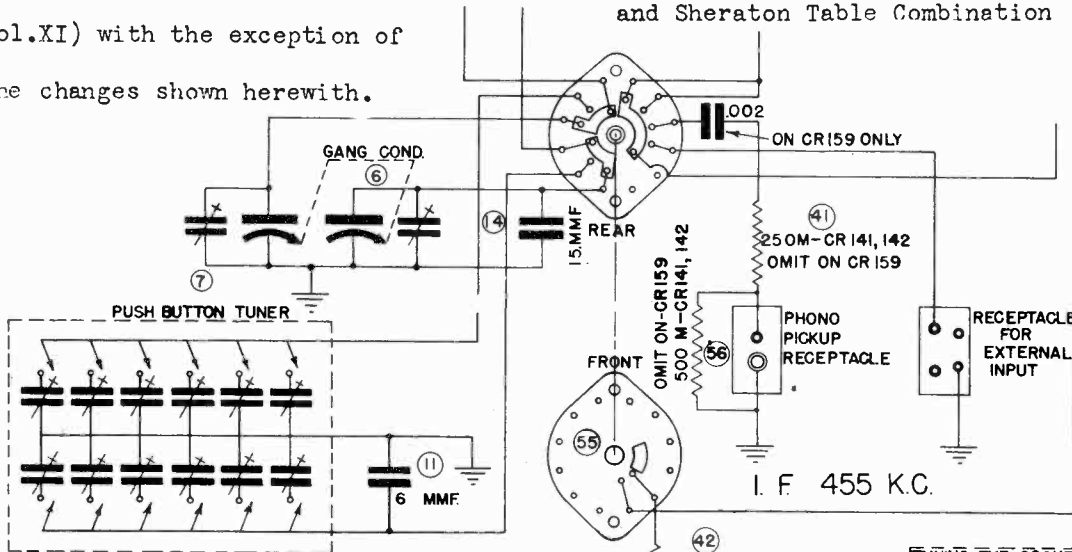 and Sheraton Table Combination
ol.XI) with the exception of
ne changes shown herewith.
.002
ON CR159 ONLY
GANG COND.
6
7
14
15.MMF
REAR
41
250M-CR141, 142
OMIT ON CR159
PUSH BUTTON TUNER
FRONT
OMIT ON-CR159
500 M-CR141, 142
56
PHONO
PICKUP
RECEPTACLE
RECEPTACLE
FOR
EXTERNAL
INPUT
55
11
6 MMF.
I. F. 455 K.C.
42